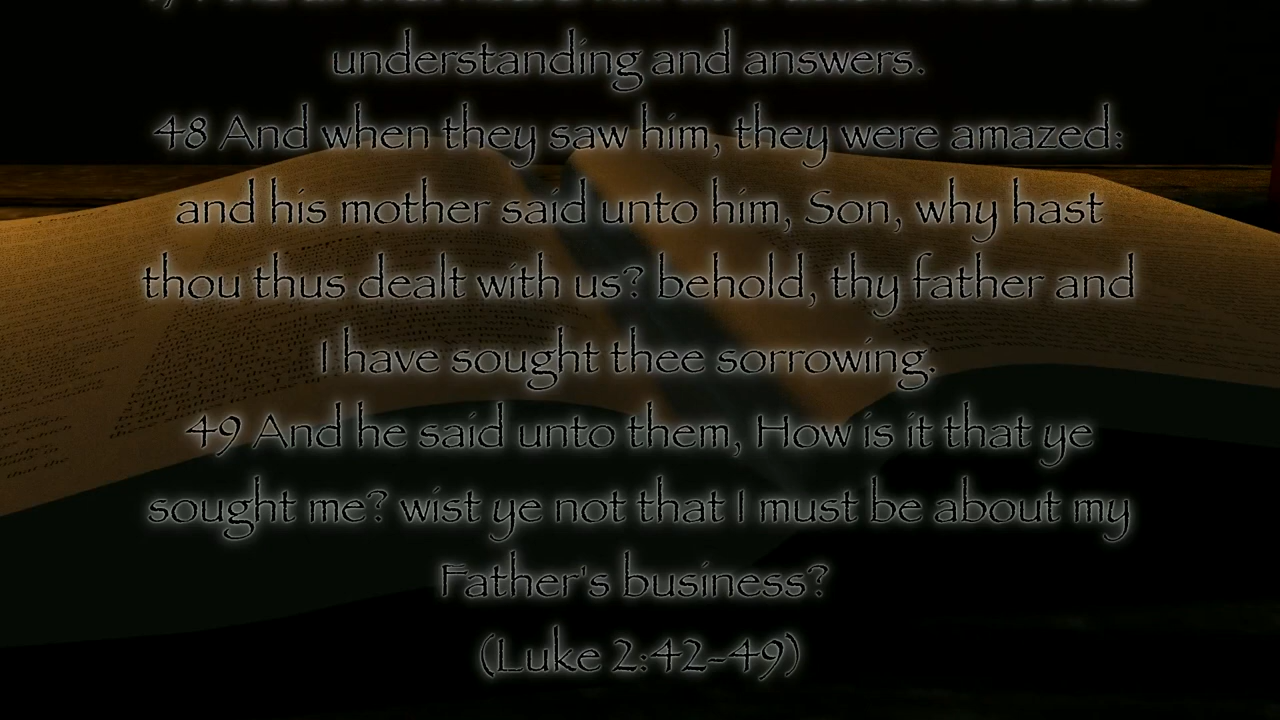 understanding and answers.
48 And when they saw him, they were amazed:
and his mother said unto him, Son, why hast
thou thus dealt with us? behold, thy father and
I have sought thee sorrowing.
49 And he said unto them, How is it that ye
sought me? wist ye not that I must be about my
Father's business?
(Luke 2:42-49)